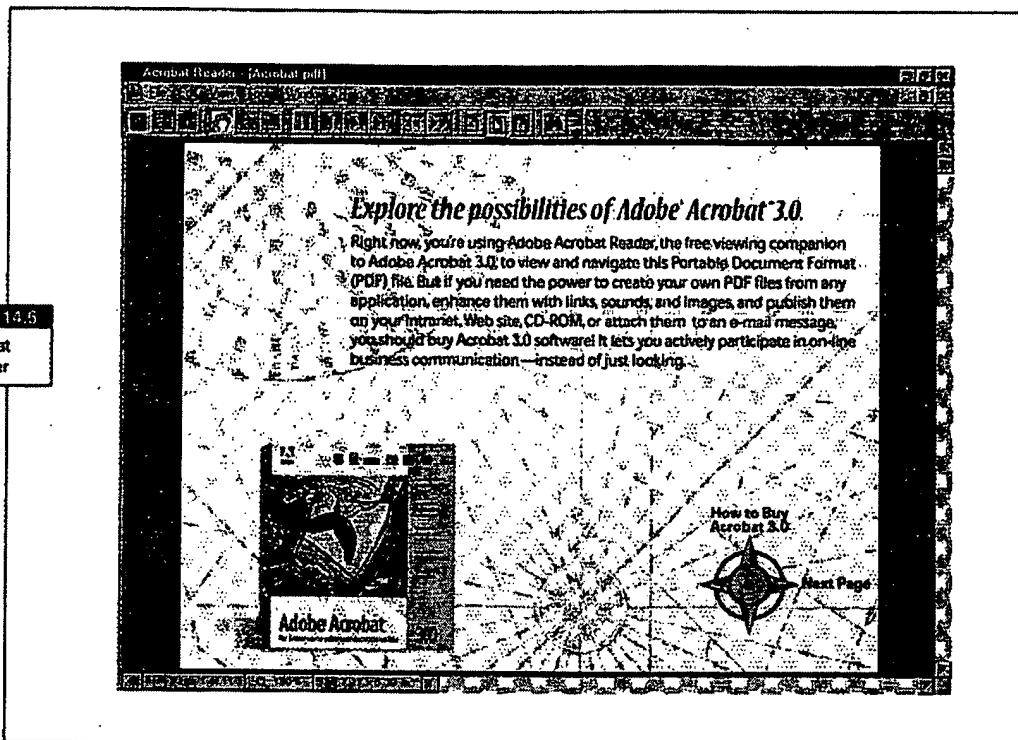 Acrobat Reader - [Acrobat.pdf]
Explore the possibilities of Adobe® Acrobat™ 3.0.
Right now, you're using Adobe Acrobat Reader, the free viewing companion
to Adobe Acrobat 3.0, to view and navigate this Portable Document Format
(PDF) file. But if you need the power to create your own PDF files from any
application, enhance them with links, sounds, and images, and publish them
on your Intranet, Web site, CD-ROM, or attach them to an e-mail message,
you should buy Acrobat 3.0 software! It lets you actively participate in on-line
business communication—instead of just looking.
14.5
How to Buy
Acrobat 3.0
Next Page
Adobe Acrobat